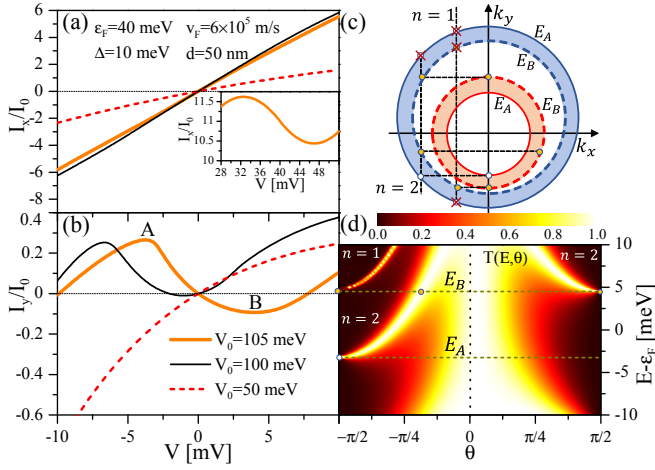 (a)
ε_F=40 meV
v_F=6×10^5 m/s
Δ=10 meV
d=50 nm
I_x/I_0
6
4
2
0
-2
-4
-6
I_x/I_0
11.5
11.0
10.5
10
28 32 36 40 44 48
V [mV]
(b)
A
B
I_y/I_0
0.4
0.2
0
-0.2
-0.4
-0.6
V_0=105 meV
V_0=100 meV
V_0=50 meV
-10 -5 0 5 10
V [mV]
(c)
n = 1
k_y
E_A
E_B
E_B
E_A
k_x
n = 2
0.0 0.2 0.4 0.6 0.8 1.0
(d)
n = 1
T(E,θ)
n = 2
E_B
n = 2
E_A
10
5
0
-5
-10
E-ε_F [meV]
−π/2 −π/4 θ π/4 π/2